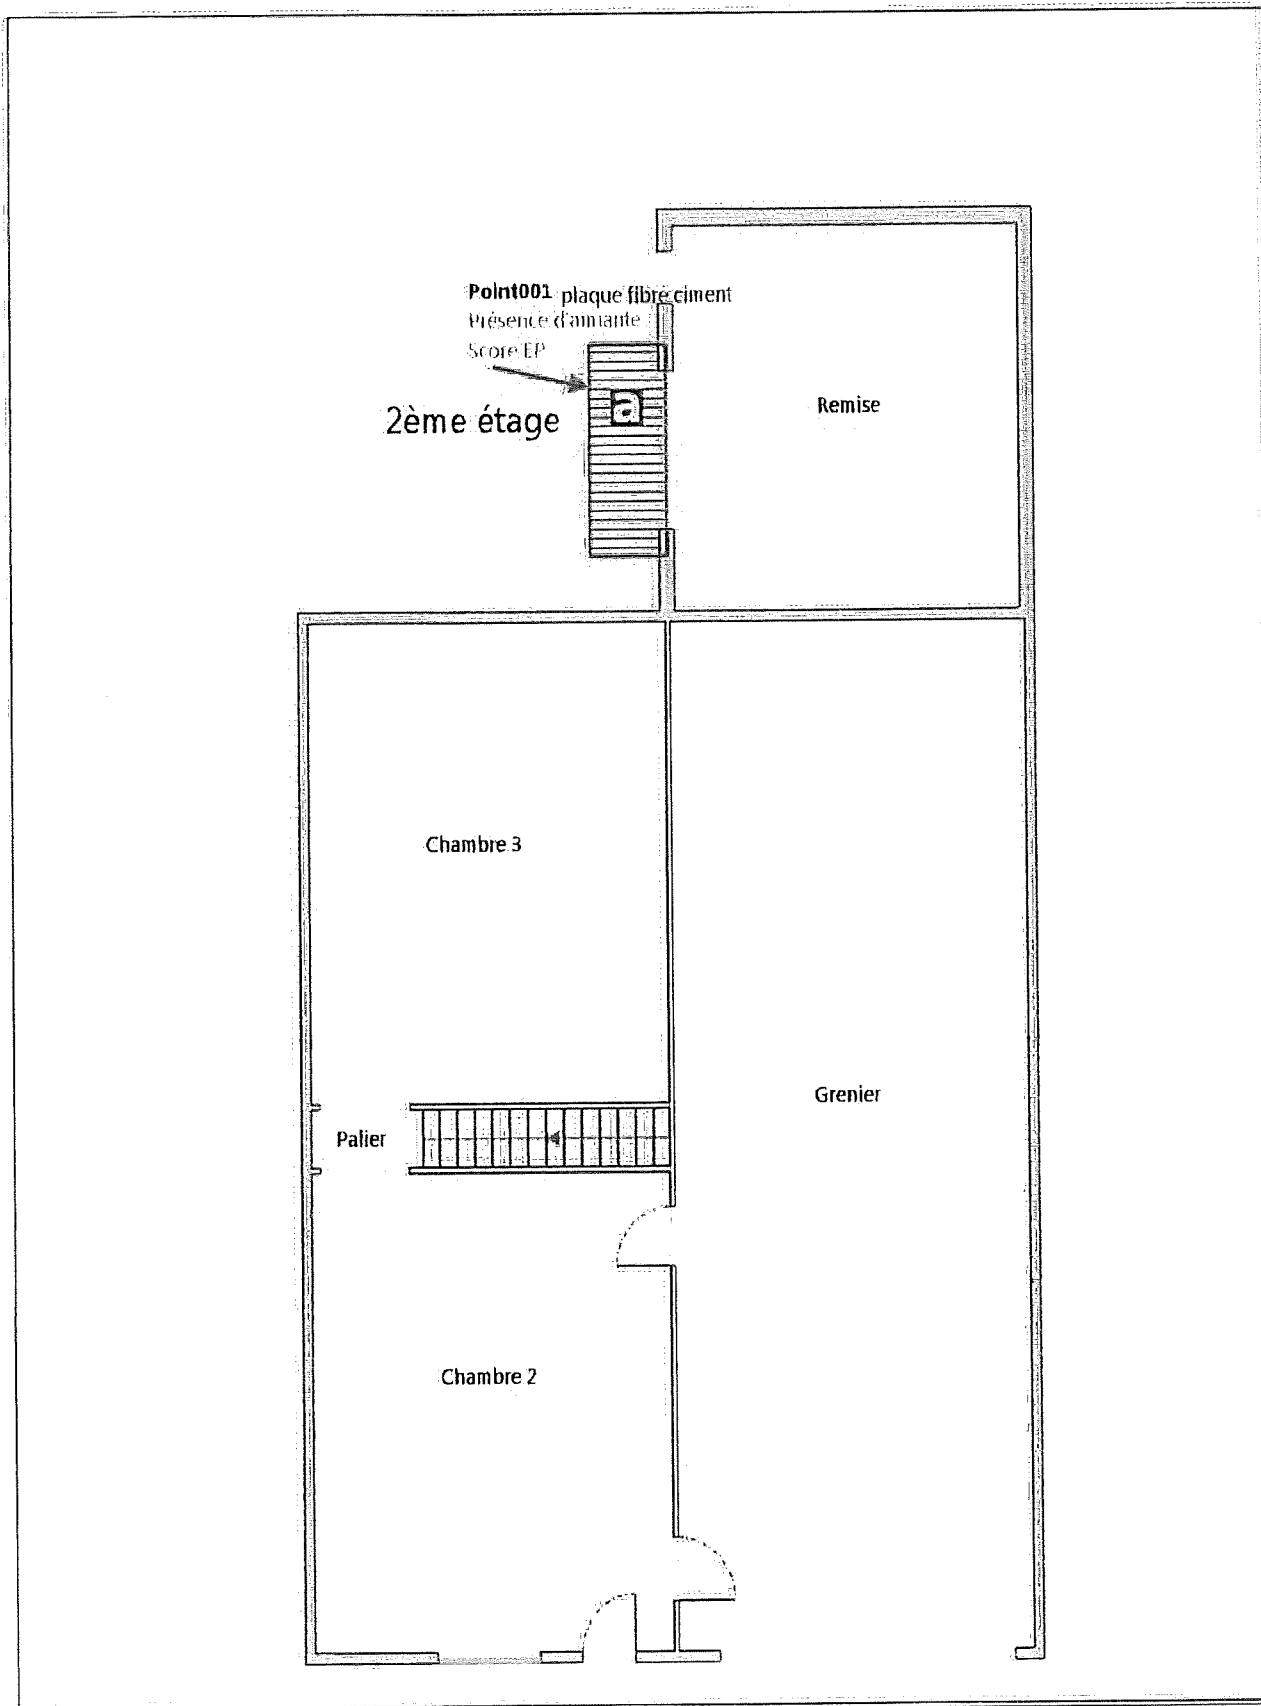 Point001 plaque fibre ciment
Présence d'amiante
Score EP
a
2ème étage
Remise
Chambre 3
Grenier
Palier
Chambre 2